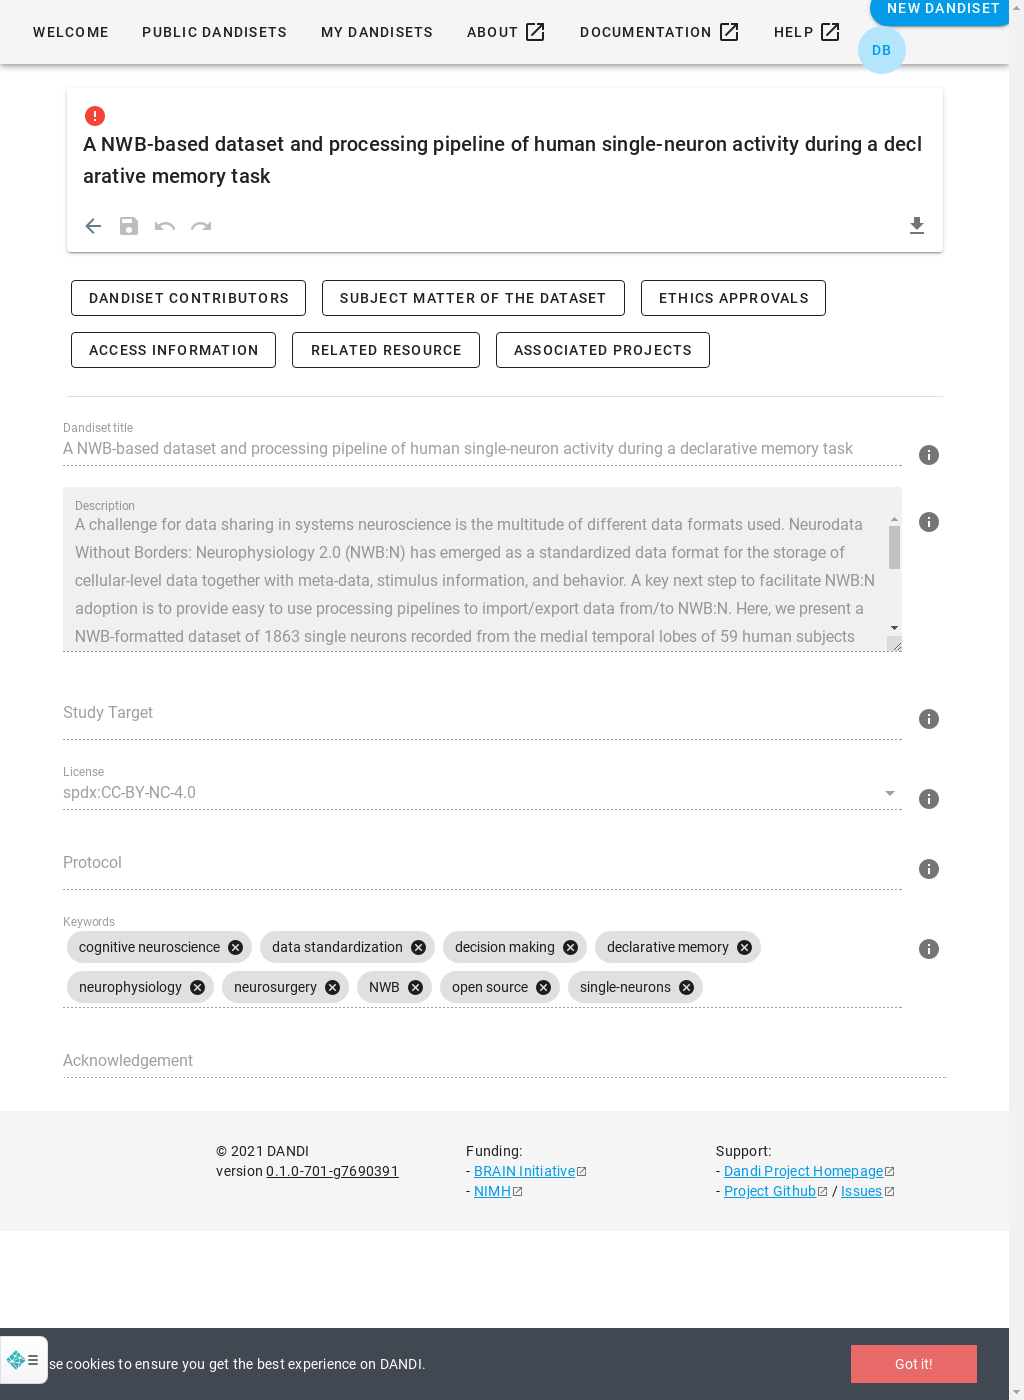 WELCOME PUBLIC DANDISETS MY DANDISETS ABOUT DOCUMENTATION HELP NEW DANDISET
DB
A NWB-based dataset and processing pipeline of human single-neuron activity during a decl
arative memory task
DANDISET CONTRIBUTORS SUBJECT MATTER OF THE DATASET ETHICS APPROVALS
ACCESS INFORMATION RELATED RESOURCE ASSOCIATED PROJECTS
Dandiset title
A NWB-based dataset and processing pipeline of human single-neuron activity during a declarative memory task
Description
A challenge for data sharing in systems neuroscience is the multitude of different data formats used. Neurodata
Without Borders: Neurophysiology 2.0 (NWB:N) has emerged as a standardized data format for the storage of
cellular-level data together with meta-data, stimulus information, and behavior. A key next step to facilitate NWB:N
adoption is to provide easy to use processing pipelines to import/export data from/to NWB:N. Here, we present a
NWB-formatted dataset of 1863 single neurons recorded from the medial temporal lobes of 59 human subjects
Study Target
License
spdx:CC-BY-NC-4.0
Protocol
Keywords
cognitive neuroscience data standardization decision making declarative memory
neurophysiology neurosurgery NWB open source single-neurons
Acknowledgement
© 2021 DANDI Funding: Support:
version 0.1.0-701-g7690391 - BRAIN Initiative - Dandi Project Homepage
- NIMH - Project Github / Issues
se cookies to ensure you get the best experience on DANDI. Got it!